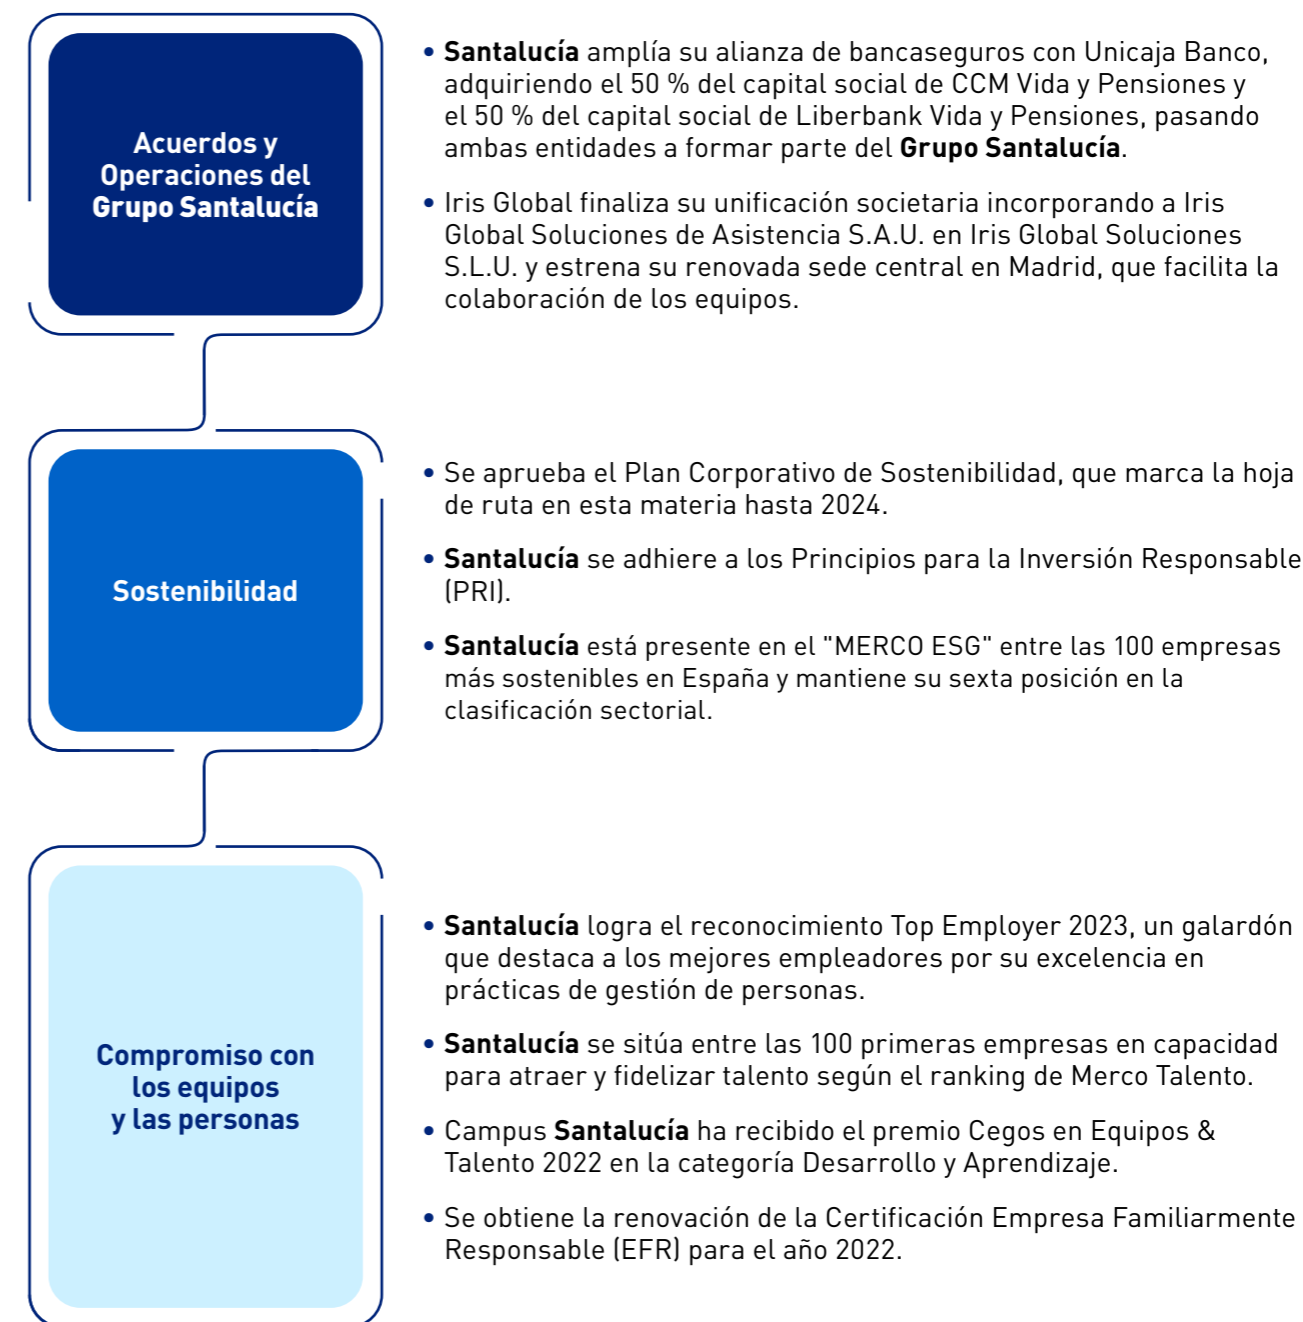 Acuerdos y
Operaciones del
Grupo Santalucía
• Santalucía amplía su alianza de bancaseguros con Unicaja Banco,
adquiriendo el 50 % del capital social de CCM Vida y Pensiones y
el 50 % del capital social de Liberbank Vida y Pensiones, pasando
ambas entidades a formar parte del Grupo Santalucía.
• Iris Global finaliza su unificación societaria incorporando a Iris
Global Soluciones de Asistencia S.A.U. en Iris Global Soluciones
S.L.U. y estrena su renovada sede central en Madrid, que facilita la
colaboración de los equipos.
Sostenibilidad
• Se aprueba el Plan Corporativo de Sostenibilidad, que marca la hoja
de ruta en esta materia hasta 2024.
• Santalucía se adhiere a los Principios para la Inversión Responsable
(PRI).
• Santalucía está presente en el "MERCO ESG" entre las 100 empresas
más sostenibles en España y mantiene su sexta posición en la
clasificación sectorial.
Compromiso con
los equipos
y las personas
• Santalucía logra el reconocimiento Top Employer 2023, un galardón
que destaca a los mejores empleadores por su excelencia en
prácticas de gestión de personas.
• Santalucía se sitúa entre las 100 primeras empresas en capacidad
para atraer y fidelizar talento según el ranking de Merco Talento.
• Campus Santalucía ha recibido el premio Cegos en Equipos &
Talento 2022 en la categoría Desarrollo y Aprendizaje.
• Se obtiene la renovación de la Certificación Empresa Familiarmente
Responsable (EFR) para el año 2022.